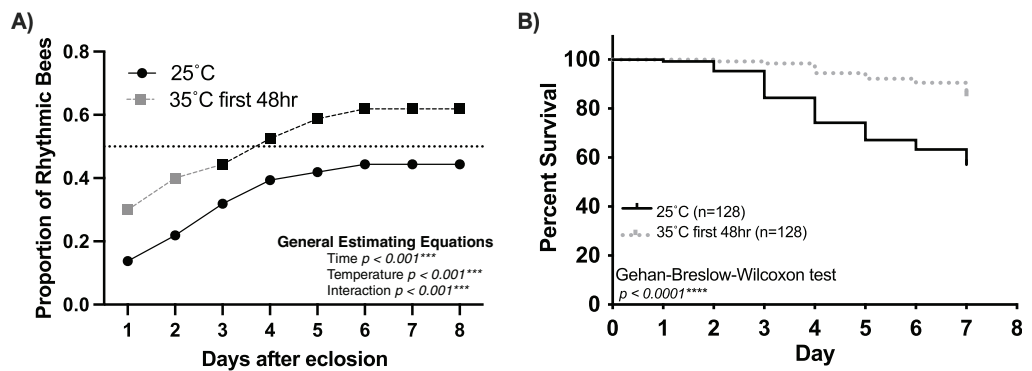 A)
Proportion of Rhythmic Bees
0.8
0.6
0.4
0.2
0.0
25°C
35°C first 48hr
General Estimating Equations
Time p < 0.001***
Temperature p < 0.001***
Interaction p < 0.001***
1 2 3 4 5 6 7 8
Days after eclosion
B)
Percent Survival
100
80
60
40
20
0
25°C (n=128)
35°C first 48hr (n=128)
Gehan-Breslow-Wilcoxon test
p < 0.0001****
0 1 2 3 4 5 6 7 8
Day